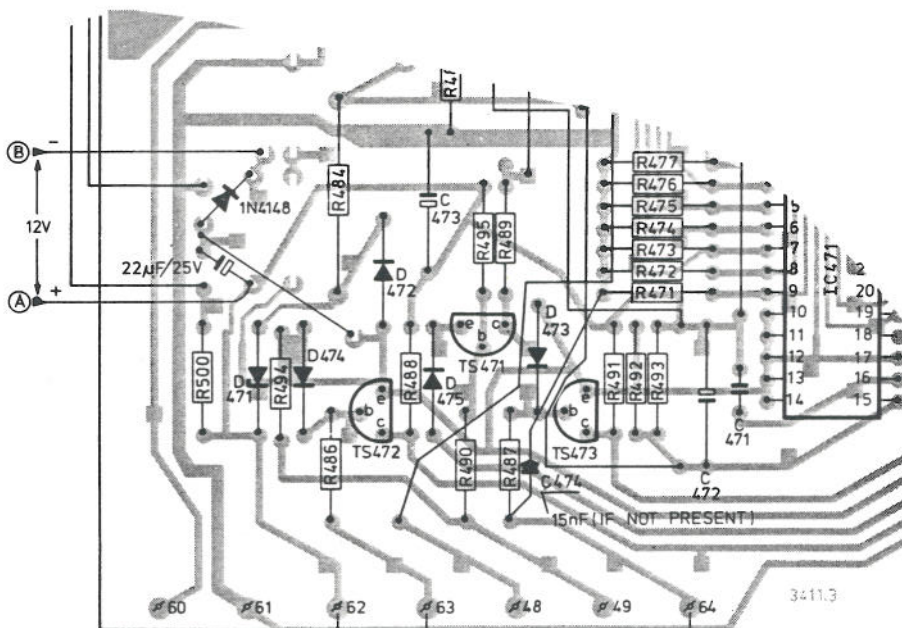 R4
B
−
R477
R484
R476
1N4148
C
473
R475
5
12V
R495
R489
R474
6
R473
7
22µF/25V
D
472
R472
8
IC471
2
A
+
R471
9
20
D
473
10
19
e
c
b
TS471
11
18
R500
D474
R488
R491
R492
R493
12
17
D
471
R494
D
475
e
b
c
TS472
b
e
c
TS473
13
16
14
15
C
471
R486
R490
R487
C474
C
472
15nF (IF NOT PRESENT)
3411.3
60
61
62
63
48
49
64